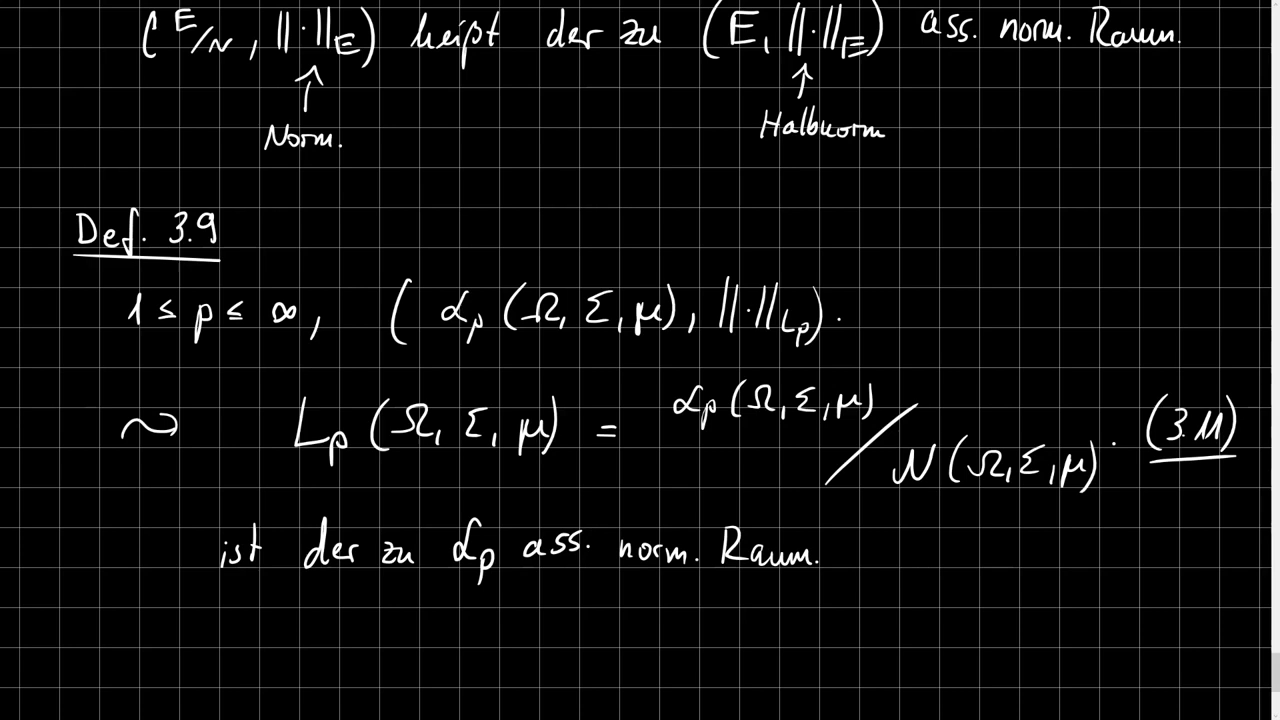 (E/N, ||·||_E) heißt der zu (E, ||·||_E) ass. norm. Raum.
↑ ↑
Norm. Halbnorm
Def. 3.9
1 ≤ p ≤ ∞, (ℒ_p (Ω, Σ, μ), ||·||_{L_p}).
⤳ L_p (Ω, Σ, μ) = ℒ_p (Ω, Σ, μ) / 𝒩 (Ω, Σ, μ). (3.11)
ist der zu ℒ_p ass. norm. Raum.